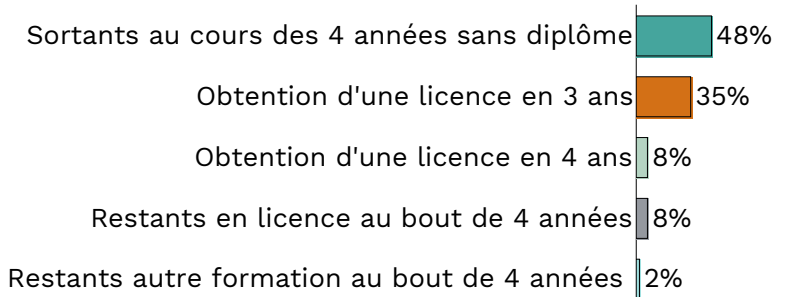 Sortants au cours des 4 années sans diplôme 48%
Obtention d'une licence en 3 ans 35%
Obtention d'une licence en 4 ans 8%
Restants en licence au bout de 4 années 8%
Restants autre formation au bout de 4 années 2%